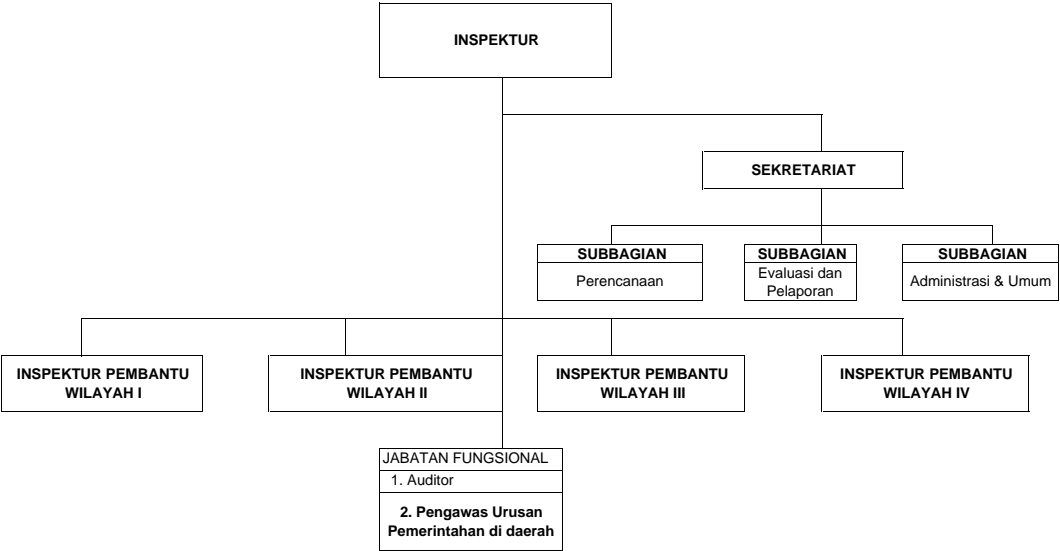 INSPEKTUR
SEKRETARIAT
SUBBAGIAN
Perencanaan
SUBBAGIAN
Evaluasi dan
Pelaporan
SUBBAGIAN
Administrasi & Umum
INSPEKTUR PEMBANTU
WILAYAH I
INSPEKTUR PEMBANTU
WILAYAH II
INSPEKTUR PEMBANTU
WILAYAH III
INSPEKTUR PEMBANTU
WILAYAH IV
JABATAN FUNGSIONAL
1. Auditor
2. Pengawas Urusan
Pemerintahan di daerah